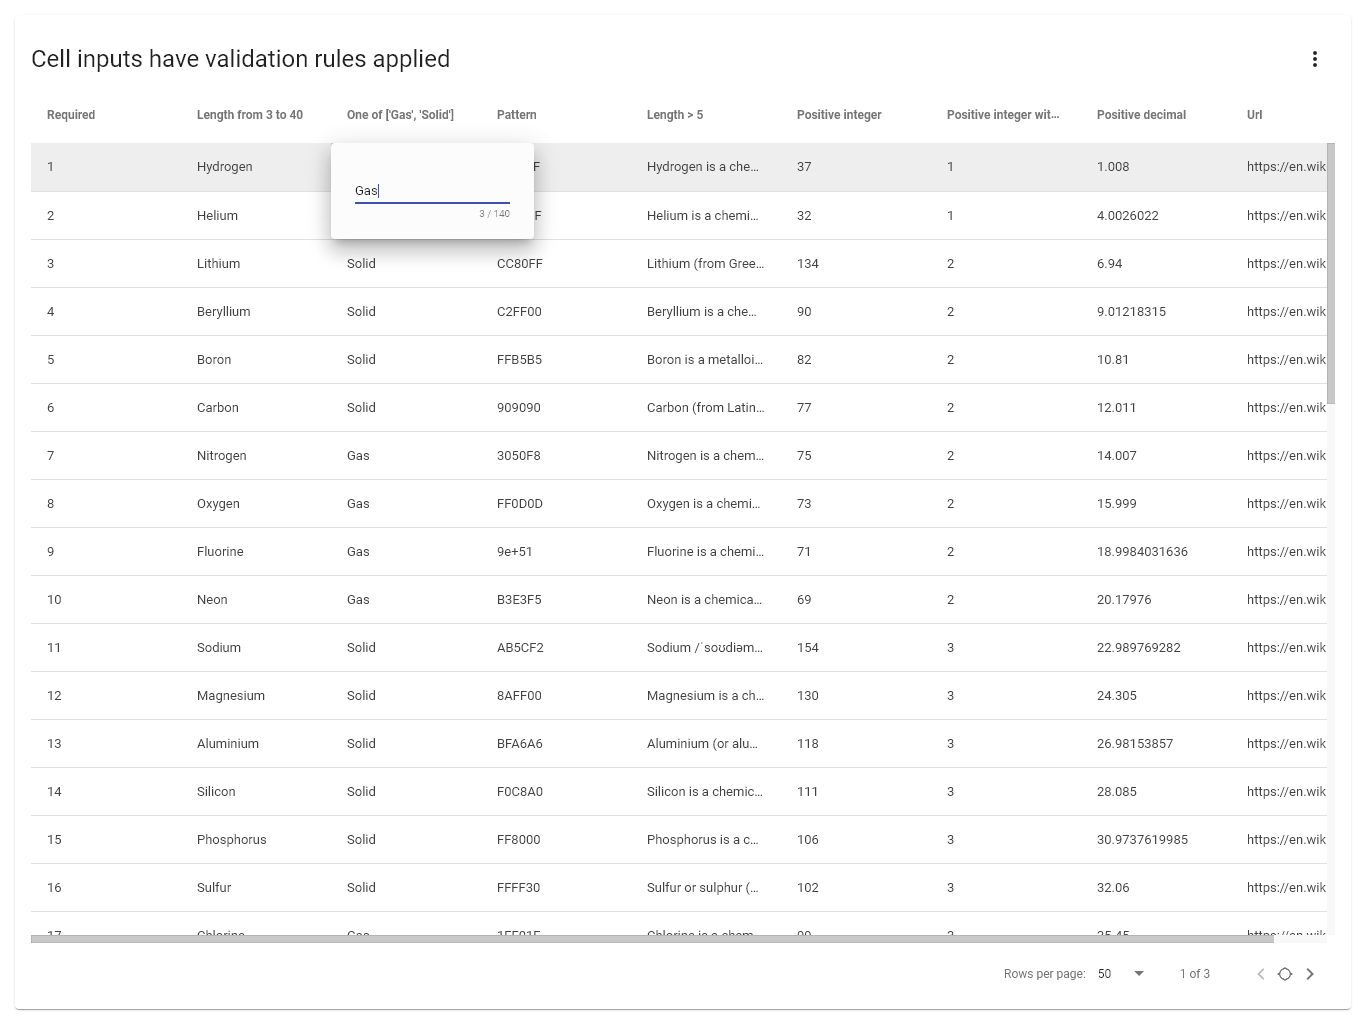 Cell inputs have validation rules applied
Required Length from 3 to 40 One of ['Gas', 'Solid'] Pattern Length > 5 Positive integer Positive integer wit... Positive decimal Url
1 Hydrogen F Hydrogen is a che... 37 1 1.008 https://en.wik
Gas
3 / 140
2 Helium F Helium is a chemi... 32 1 4.0026022 https://en.wik
3 Lithium Solid CC80FF Lithium (from Gree... 134 2 6.94 https://en.wik
4 Beryllium Solid C2FF00 Beryllium is a che... 90 2 9.01218315 https://en.wik
5 Boron Solid FFB5B5 Boron is a metalloi... 82 2 10.81 https://en.wik
6 Carbon Solid 909090 Carbon (from Latin... 77 2 12.011 https://en.wik
7 Nitrogen Gas 3050F8 Nitrogen is a chem... 75 2 14.007 https://en.wik
8 Oxygen Gas FF0D0D Oxygen is a chemi... 73 2 15.999 https://en.wik
9 Fluorine Gas 9e+51 Fluorine is a chemi... 71 2 18.9984031636 https://en.wik
10 Neon Gas B3E3F5 Neon is a chemica... 69 2 20.17976 https://en.wik
11 Sodium Solid AB5CF2 Sodium /ˈsoʊdiəm... 154 3 22.989769282 https://en.wik
12 Magnesium Solid 8AFF00 Magnesium is a ch... 130 3 24.305 https://en.wik
13 Aluminium Solid BFA6A6 Aluminium (or alu... 118 3 26.98153857 https://en.wik
14 Silicon Solid F0C8A0 Silicon is a chemic... 111 3 28.085 https://en.wik
15 Phosphorus Solid FF8000 Phosphorus is a c... 106 3 30.9737619985 https://en.wik
16 Sulfur Solid FFFF30 Sulfur or sulphur (... 102 3 32.06 https://en.wik
17 Chlorine Gas Chlorine is a chem... https://en.wik
Rows per page: 50 1 of 3